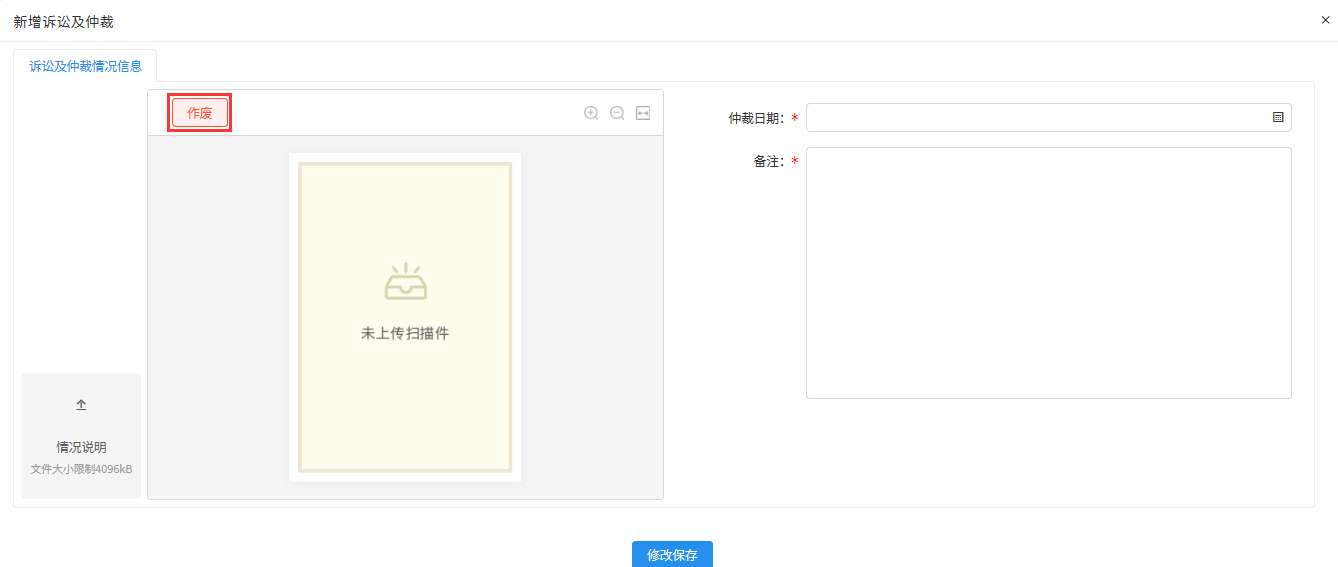 新增诉讼及仲裁
×
诉讼及仲裁情况信息
作废
仲裁日期：*
备注：*
未上传扫描件
情况说明
文件大小限制4096kB
修改保存